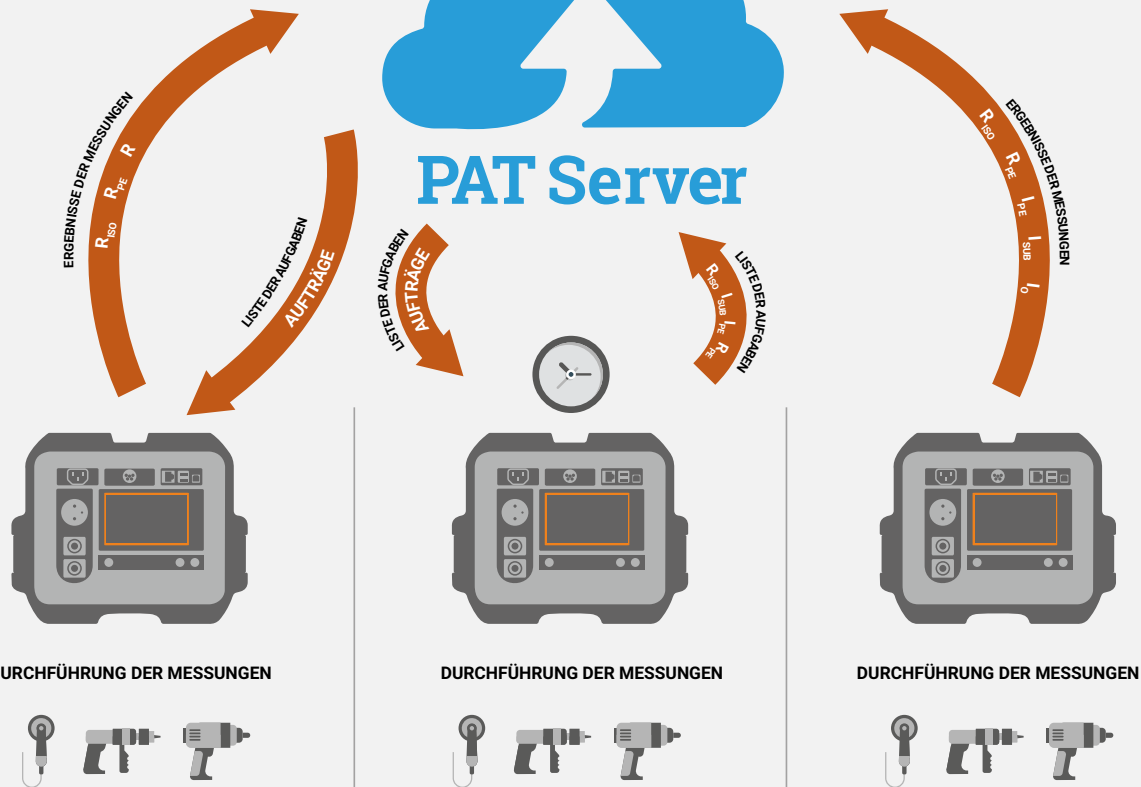 PAT Server
ERGEBNISSE DER MESSUNGEN
RISO RPE R
LISTE DER AUFGABEN
AUFTRÄGE
LISTE DER AUFGABEN
AUFTRÄGE
RISO ISUB IPE RPE
LISTE DER AUFGABEN
ERGEBNISSE DER MESSUNGEN
RISO RPE IPE ISUB IO
URCHFÜHRUNG DER MESSUNGEN
DURCHFÜHRUNG DER MESSUNGEN
DURCHFÜHRUNG DER MESSUNGEN